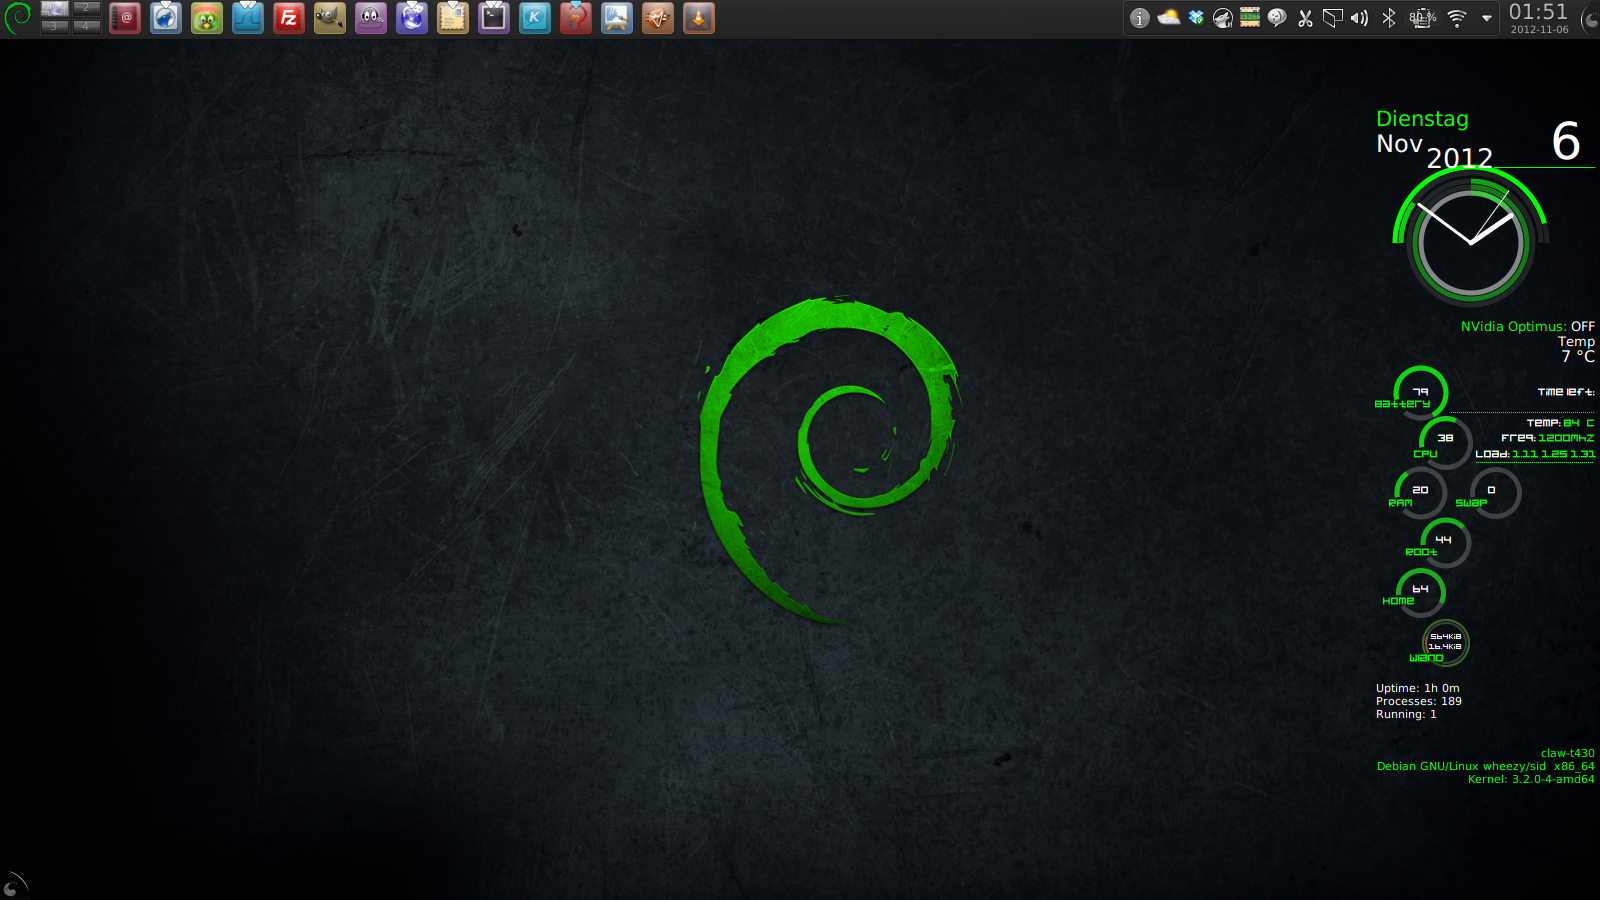 2
3 4
@
Fz
K
13296
80 %
01:51
2012-11-06
Dienstag
Nov 2012 6
NVidia Optimus: OFF
Temp
7 °C
79
Battery
Time left:
TEMP: 84 C
38
CPU
Freq: 1200MHz
Load: 1.11 1.25 1.31
20
RAM
0
Swap
44
Root
64
Home
564KiB
16.4KiB
Uptime: 1h 0m
Processes: 189
Running: 1
claw-t430
Debian GNU/Linux wheezy/sid x86_64
Kernel: 3.2.0-4-amd64